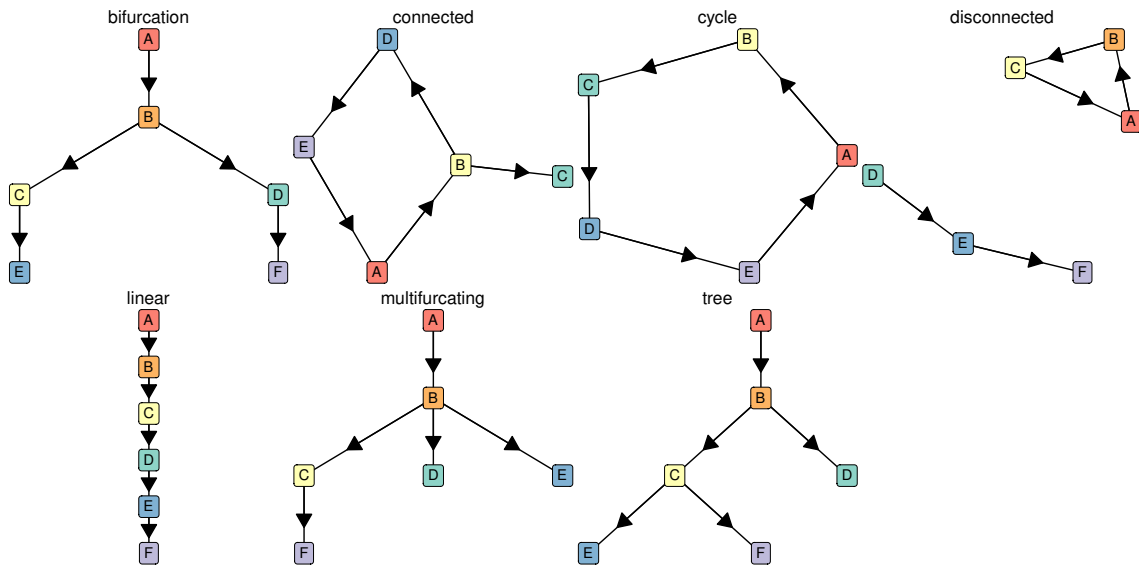 bifurcation
A
B
C
D
E
F
connected
D
E
B
C
A
cycle
B
C
A
D
E
disconnected
B
C
A
D
E
F
linear
A
B
C
D
E
F
multifurcating
A
B
C
D
E
F
tree
A
B
C
D
E
F